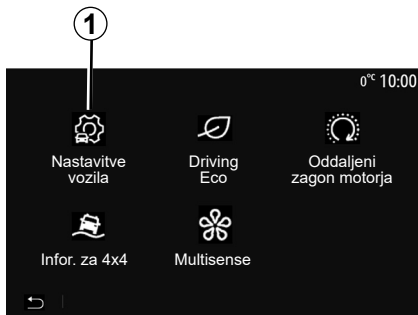 1
0°C 10:00
Nastavitve
vozila
Driving
Eco
Oddaljeni
zagon motorja
Infor. za 4x4
Multisense